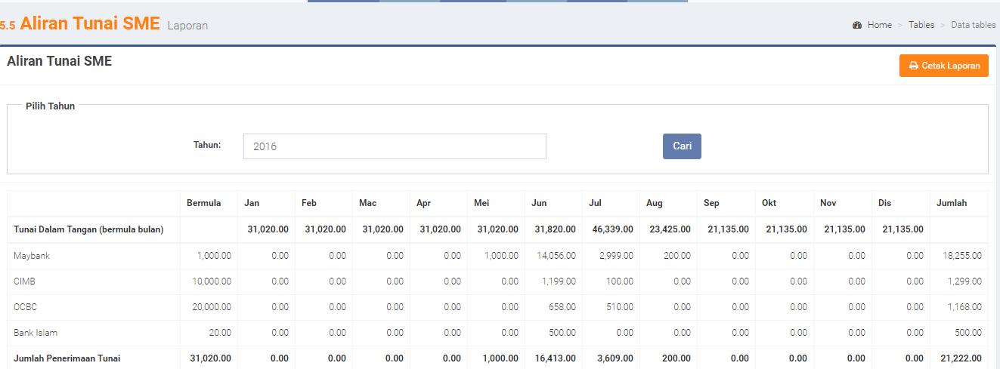 5.5 Aliran Tunai SME Laporan
Home > Tables > Data tables
Aliran Tunai SME
Cetak Laporan
Pilih Tahun
Tahun: 2016 Cari
Bermula Jan Feb Mac Apr Mei Jun Jul Aug Sep Okt Nov Dis Jumlah
Tunai Dalam Tangan (bermula bulan) 31,020.00 31,020.00 31,020.00 31,020.00 31,020.00 31,820.00 46,339.00 23,425.00 21,135.00 21,135.00 21,135.00 21,135.00
Maybank 1,000.00 0.00 0.00 0.00 0.00 1,000.00 14,056.00 2,999.00 200.00 0.00 0.00 0.00 0.00 18,255.00
CIMB 10,000.00 0.00 0.00 0.00 0.00 0.00 1,199.00 100.00 0.00 0.00 0.00 0.00 0.00 1,299.00
OCBC 20,000.00 0.00 0.00 0.00 0.00 0.00 658.00 510.00 0.00 0.00 0.00 0.00 0.00 1,168.00
Bank Islam 20.00 0.00 0.00 0.00 0.00 0.00 500.00 0.00 0.00 0.00 0.00 0.00 0.00 500.00
Jumlah Penerimaan Tunai 31,020.00 0.00 0.00 0.00 0.00 1,000.00 16,413.00 3,609.00 200.00 0.00 0.00 0.00 0.00 21,222.00